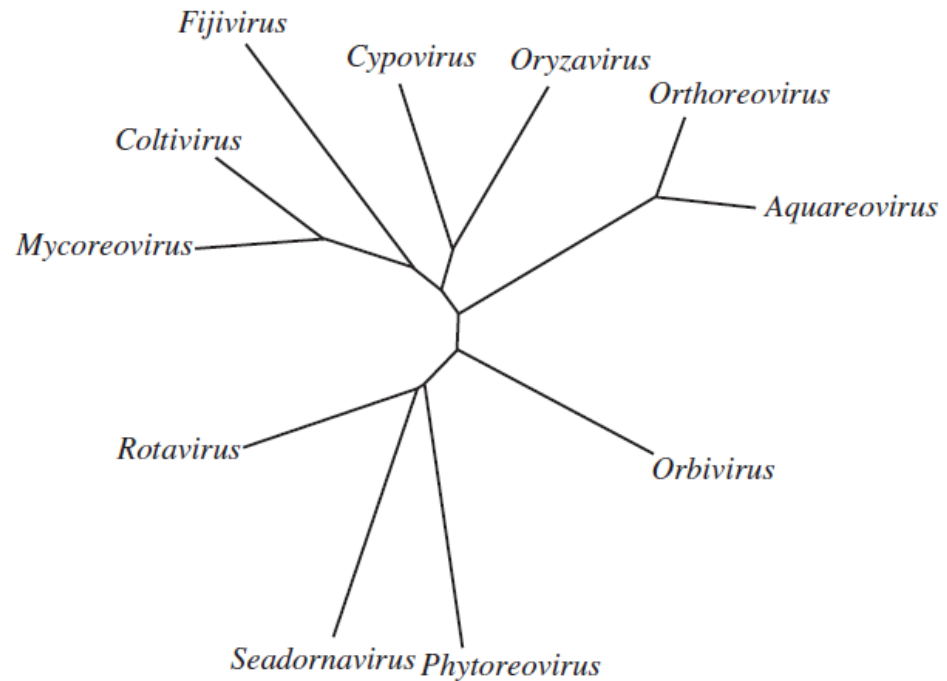 Fijivirus
Cypovirus
Oryzavirus
Orthoreovirus
Coltivirus
Aquareovirus
Mycoreovirus
Rotavirus
Orbivirus
Seadornavirus
Phytoreovirus